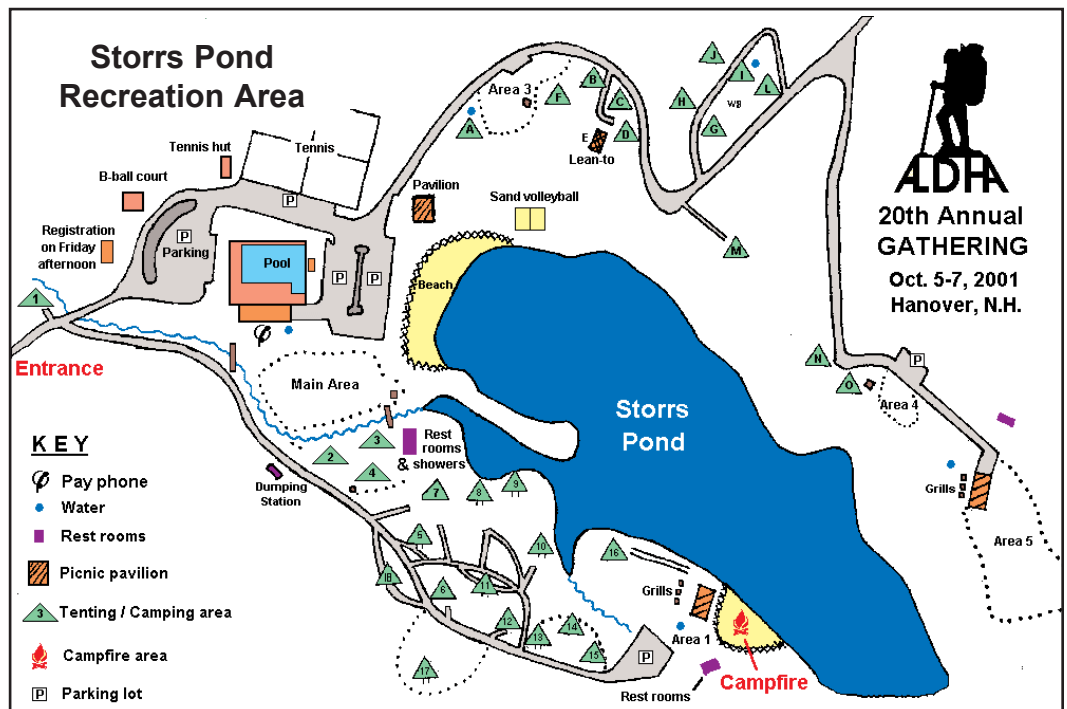 Storrs Pond
Recreation Area
ALDHA
20th Annual
GATHERING
Oct. 5-7, 2001
Hanover, N.H.
Tennis hut
Tennis
B-ball court
P
Registration
on Friday
afternoon
P
Parking
Pool
P
P
Pavilion
Sand volleyball
Beach
Area 3
A
F
B
C
D
E
Lean-to
J
I
L
H
WB
G
M
1
Entrance
Main Area
Storrs
Pond
N
O
P
Area 4
Grills
Area 5
2
3
4
Rest
rooms
& showers
Dumping
Station
7
8
9
5
10
16
18
6
11
12
13
14
15
17
P
Grills
Area 1
Rest rooms
Campfire
KEY
Pay phone
Water
Rest rooms
Picnic pavilion
3 Tenting / Camping area
Campfire area
P Parking lot